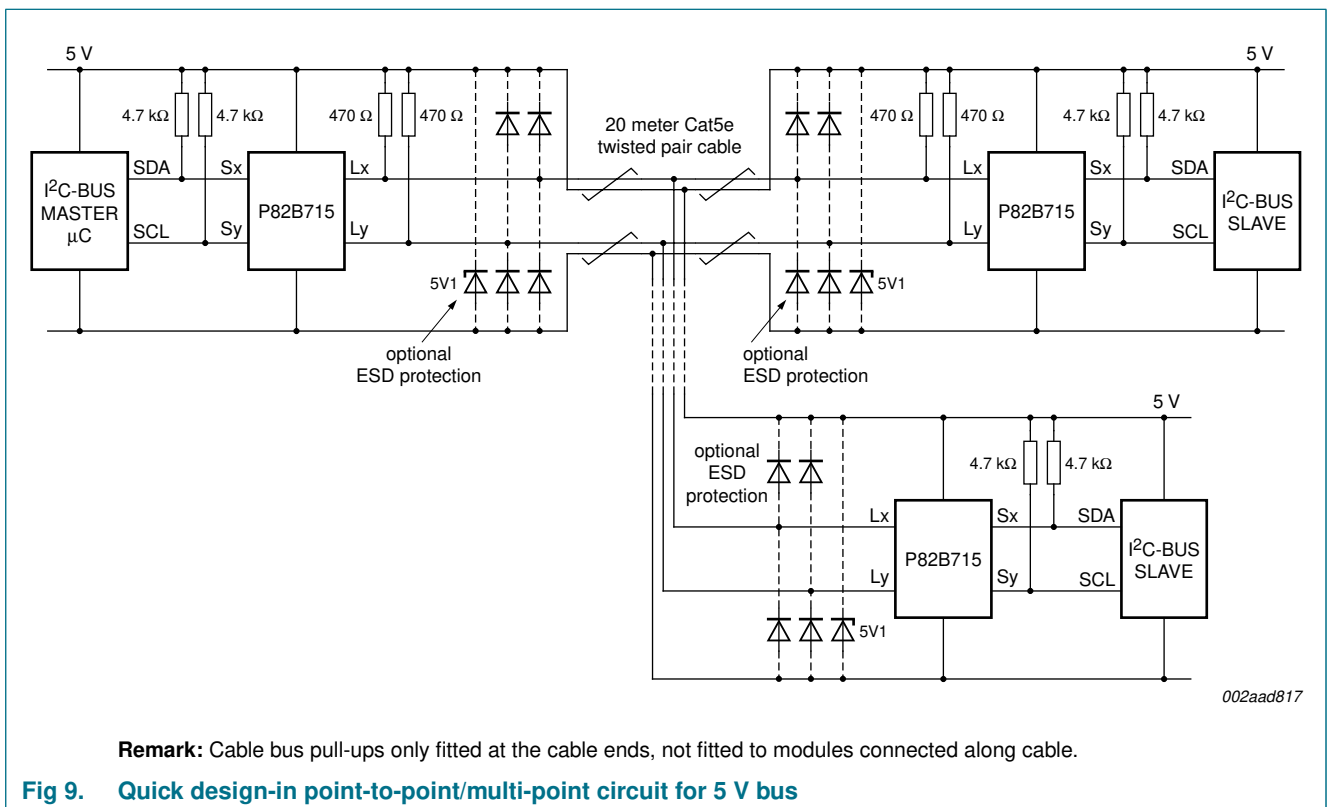 5 V
5 V
4.7 kΩ
4.7 kΩ
470 Ω
470 Ω
20 meter Cat5e
twisted pair cable
470 Ω
470 Ω
4.7 kΩ
4.7 kΩ
I²C-BUS
MASTER
μC
SDA
SCL
Sx
Sy
P82B715
Lx
Ly
Lx
Ly
P82B715
Sx
Sy
SDA
SCL
I²C-BUS
SLAVE
5V1
5V1
optional
ESD protection
optional
ESD protection
5 V
optional
ESD
protection
4.7 kΩ
4.7 kΩ
Lx
Ly
P82B715
Sx
Sy
SDA
SCL
I²C-BUS
SLAVE
5V1
002aad817
Remark: Cable bus pull-ups only fitted at the cable ends, not fitted to modules connected along cable.
Fig 9. Quick design-in point-to-point/multi-point circuit for 5 V bus